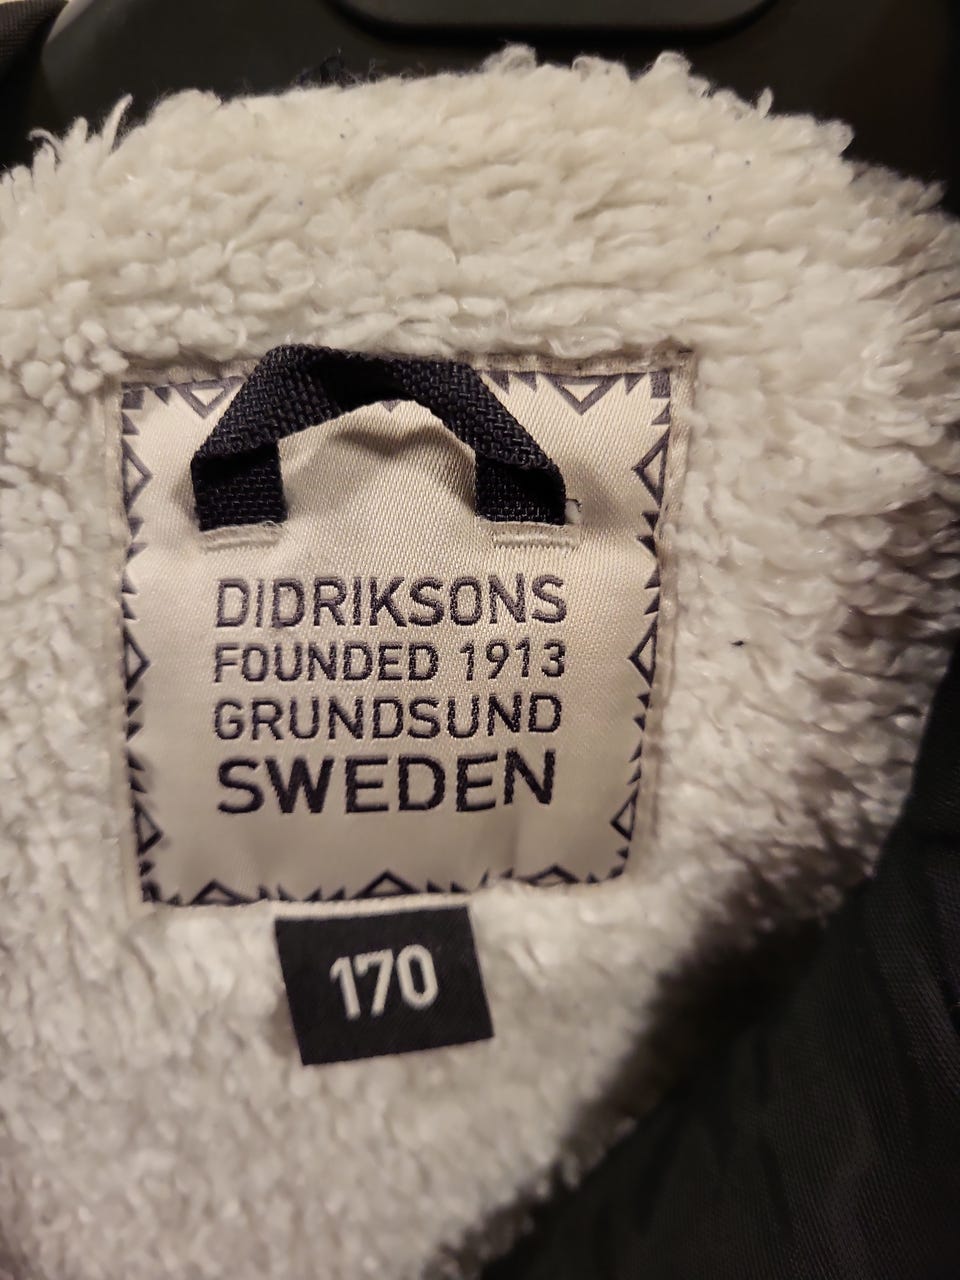 DIDRIKSONS
FOUNDED 1913
GRUNDSUND
SWEDEN
170